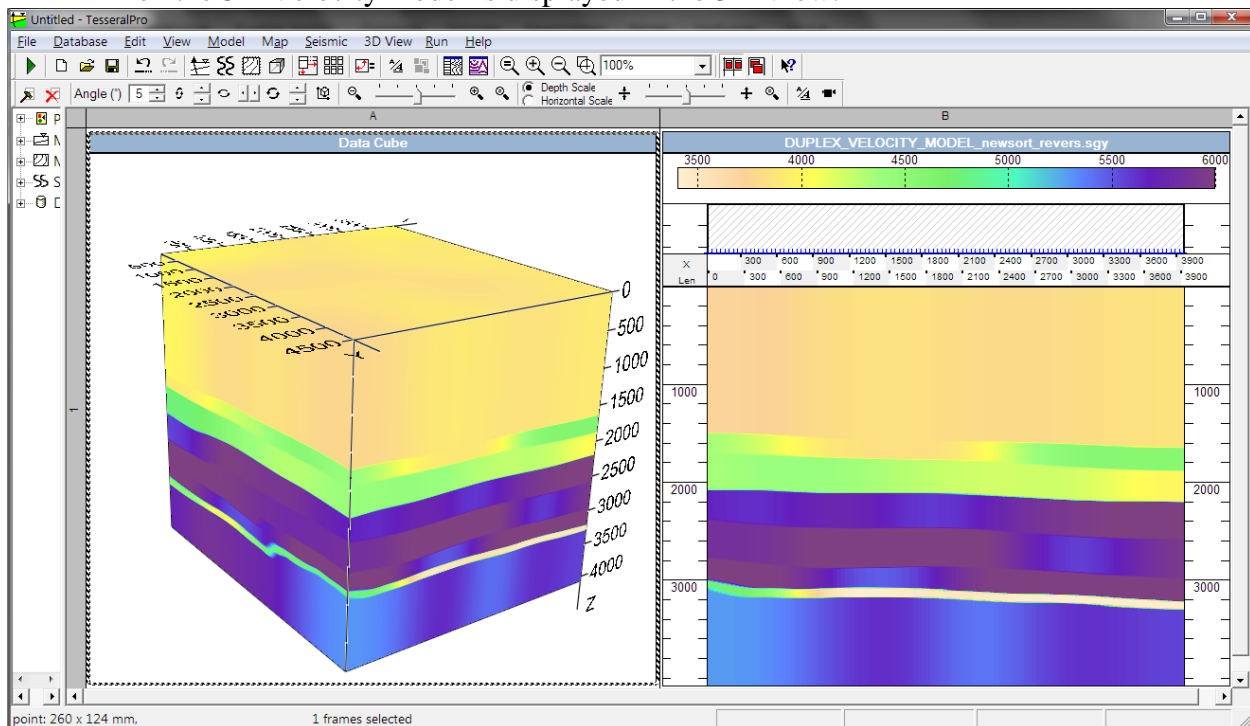 Untitled - TesseralPro
File Database Edit View Model Map Seismic 3D View Run Help
100%
Angle (°) 5 Depth Scale
Horizontal Scale
A B
P
N
N
S
D
1
Data Cube
500
1000
1500
2000
2500
3000
3500
4000
4500
0
500
1000
1500
2000
2500
3000
3500
4000
Z
DUPLEX_VELOCITY_MODEL_newsort_revers.sgy
3500 4000 4500 5000 5500 6000
X 300 600 900 1200 1500 1800 2100 2400 2700 3000 3300 3600 3900
Len 0 300 600 900 1200 1500 1800 2100 2400 2700 3000 3300 3600 3900
1000 1000
2000 2000
3000 3000
point: 260 x 124 mm, 1 frames selected